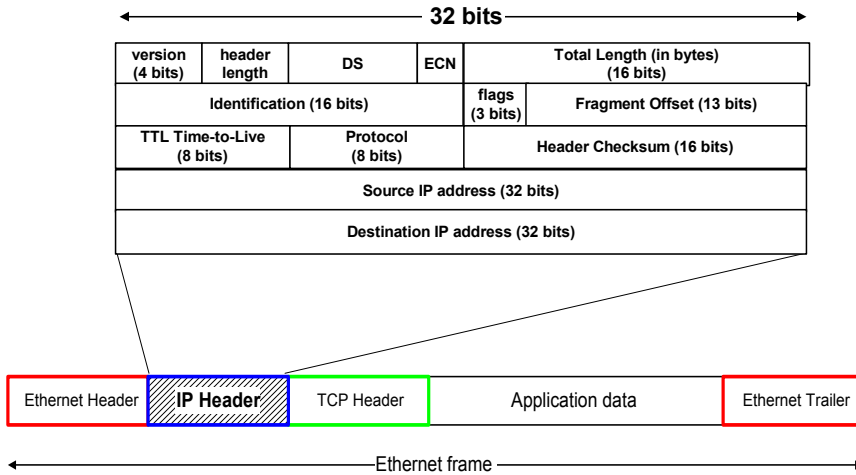 32 bits
version
(4 bits)
header
length
DS
ECN
Total Length (in bytes)
(16 bits)
Identification (16 bits)
flags
(3 bits)
Fragment Offset (13 bits)
TTL Time-to-Live
(8 bits)
Protocol
(8 bits)
Header Checksum (16 bits)
Source IP address (32 bits)
Destination IP address (32 bits)
Ethernet Header
IP Header
TCP Header
Application data
Ethernet Trailer
Ethernet frame